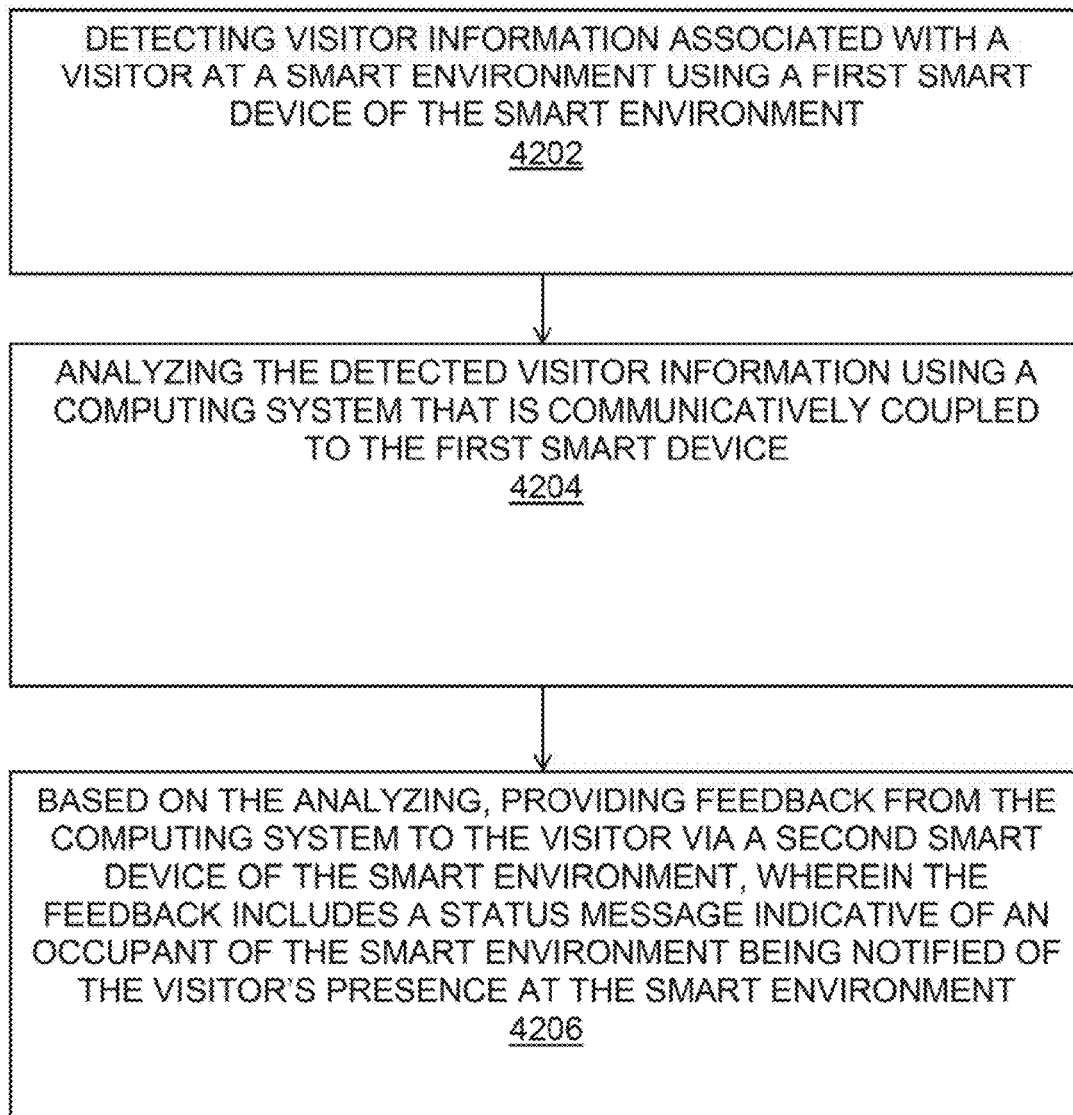 DETECTING VISITOR INFORMATION ASSOCIATED WITH A
VISITOR AT A SMART ENVIRONMENT USING A FIRST SMART
DEVICE OF THE SMART ENVIRONMENT
4202
ANALYZING THE DETECTED VISITOR INFORMATION USING A
COMPUTING SYSTEM THAT IS COMMUNICATIVELY COUPLED
TO THE FIRST SMART DEVICE
4204
BASED ON THE ANALYZING, PROVIDING FEEDBACK FROM THE
COMPUTING SYSTEM TO THE VISITOR VIA A SECOND SMART
DEVICE OF THE SMART ENVIRONMENT, WHEREIN THE
FEEDBACK INCLUDES A STATUS MESSAGE INDICATIVE OF AN
OCCUPANT OF THE SMART ENVIRONMENT BEING NOTIFIED OF
THE VISITOR'S PRESENCE AT THE SMART ENVIRONMENT
4206